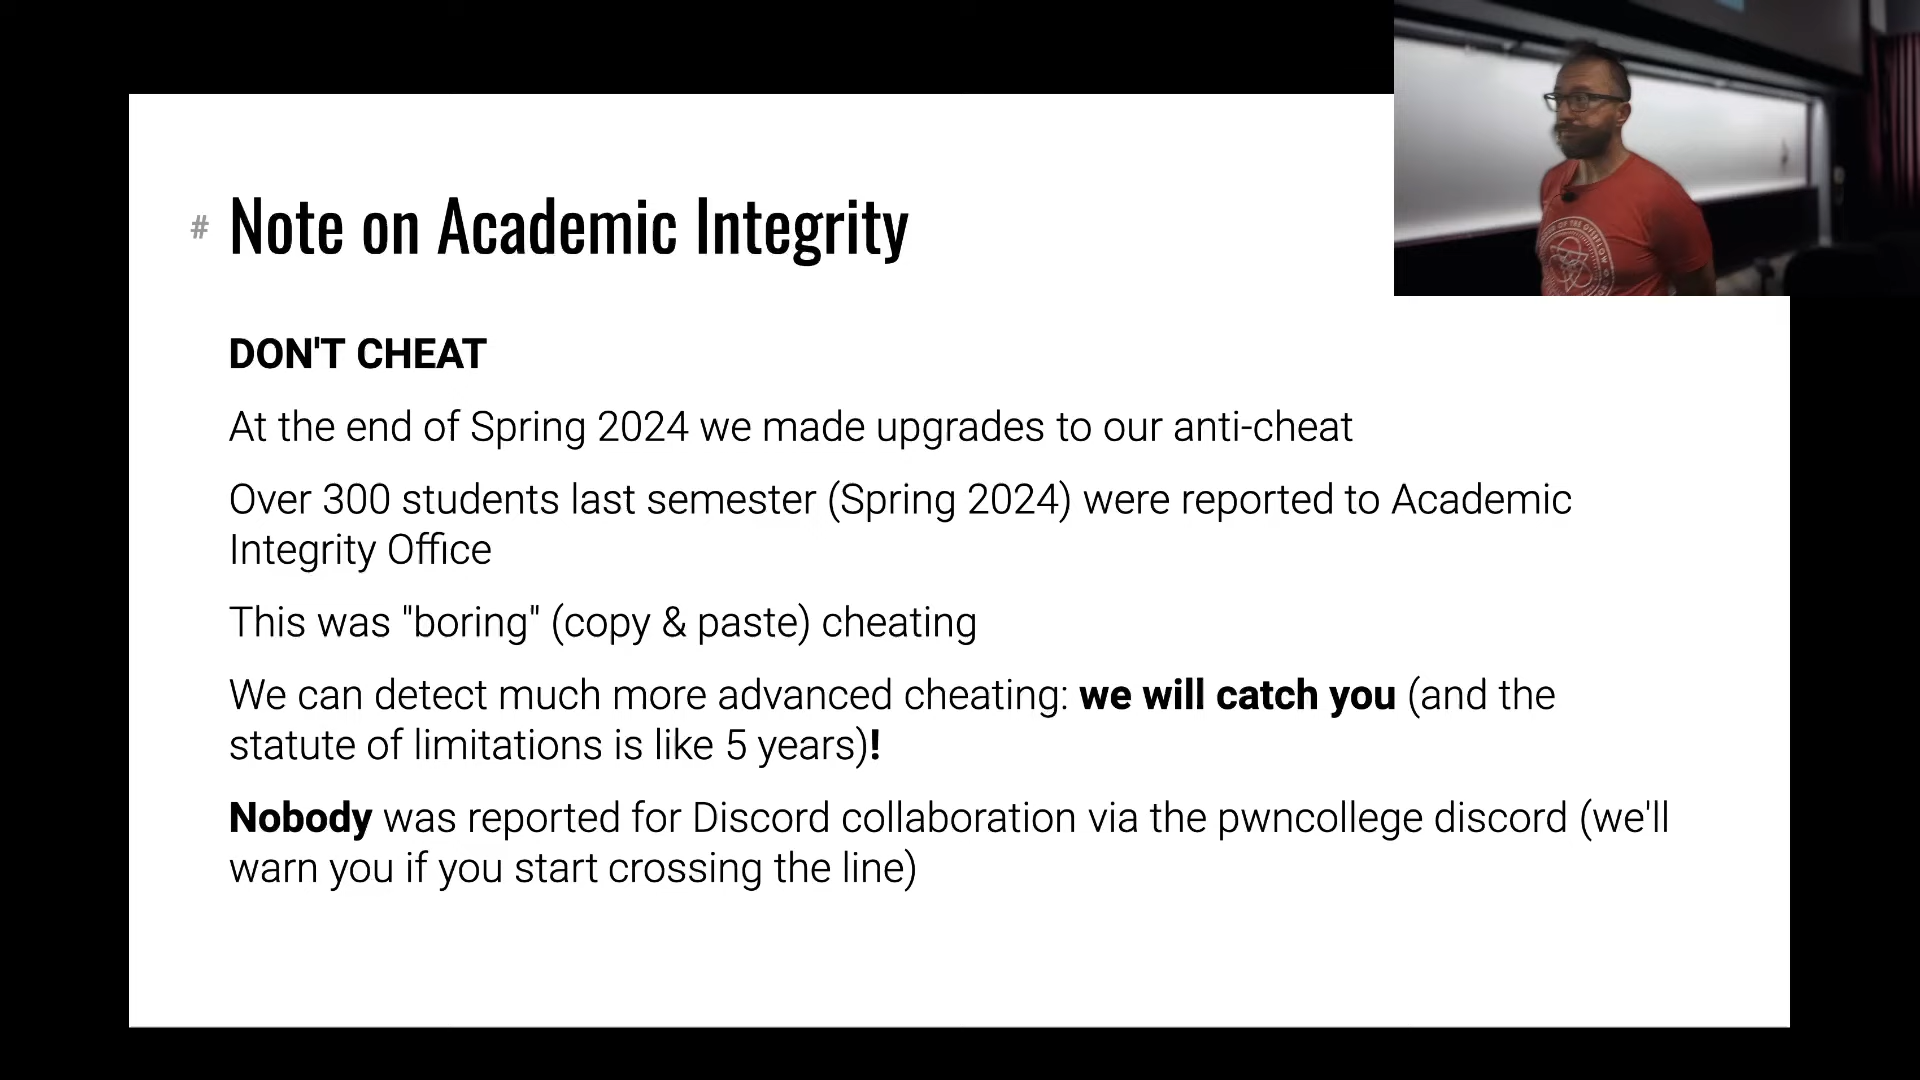 # Note on Academic Integrity
DON'T CHEAT
At the end of Spring 2024 we made upgrades to our anti-cheat
Over 300 students last semester (Spring 2024) were reported to Academic
Integrity Office
This was "boring" (copy & paste) cheating
We can detect much more advanced cheating: we will catch you (and the
statute of limitations is like 5 years)!
Nobody was reported for Discord collaboration via the pwncollege discord (we'll
warn you if you start crossing the line)
OF THE OVERFLOW